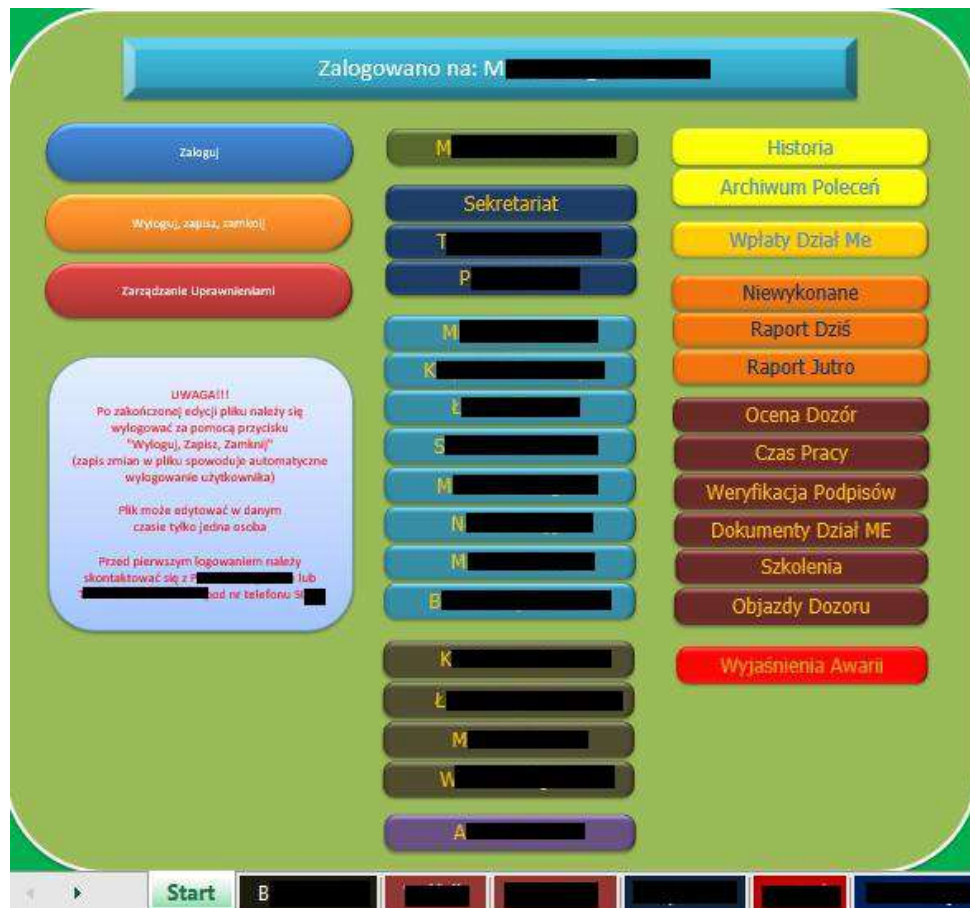 Zalogowano na: M
Zaloguj
Wyloguj, zapisz, zamknij
Zarządzanie Uprawnieniami
UWAGA!!!
Po zakończonej edycji pliku należy się
wylogować za pomocą przycisku
"Wyloguj, Zapisz, Zamknij"
(zapis zmian w pliku spowoduje automatyczne
wylogowanie użytkownika)
Plik może edytować w danym
czasie tylko jedna osoba
Przed pierwszym logowaniem należy
skontaktować się z P lub
pod nr telefonu
M
Sekretariat
T
P
M
K
Ł
S
M
N
M
B
K
Ł
M
W
A
Historia
Archiwum Poleceń
Wpłaty Dział Me
Niewykonane
Raport Dziś
Raport Jutro
Ocena Dozór
Czas Pracy
Weryfikacja Podpisów
Dokumenty Dział ME
Szkolenia
Objazdy Dozoru
Wyjaśnienia Awarii
Start
B